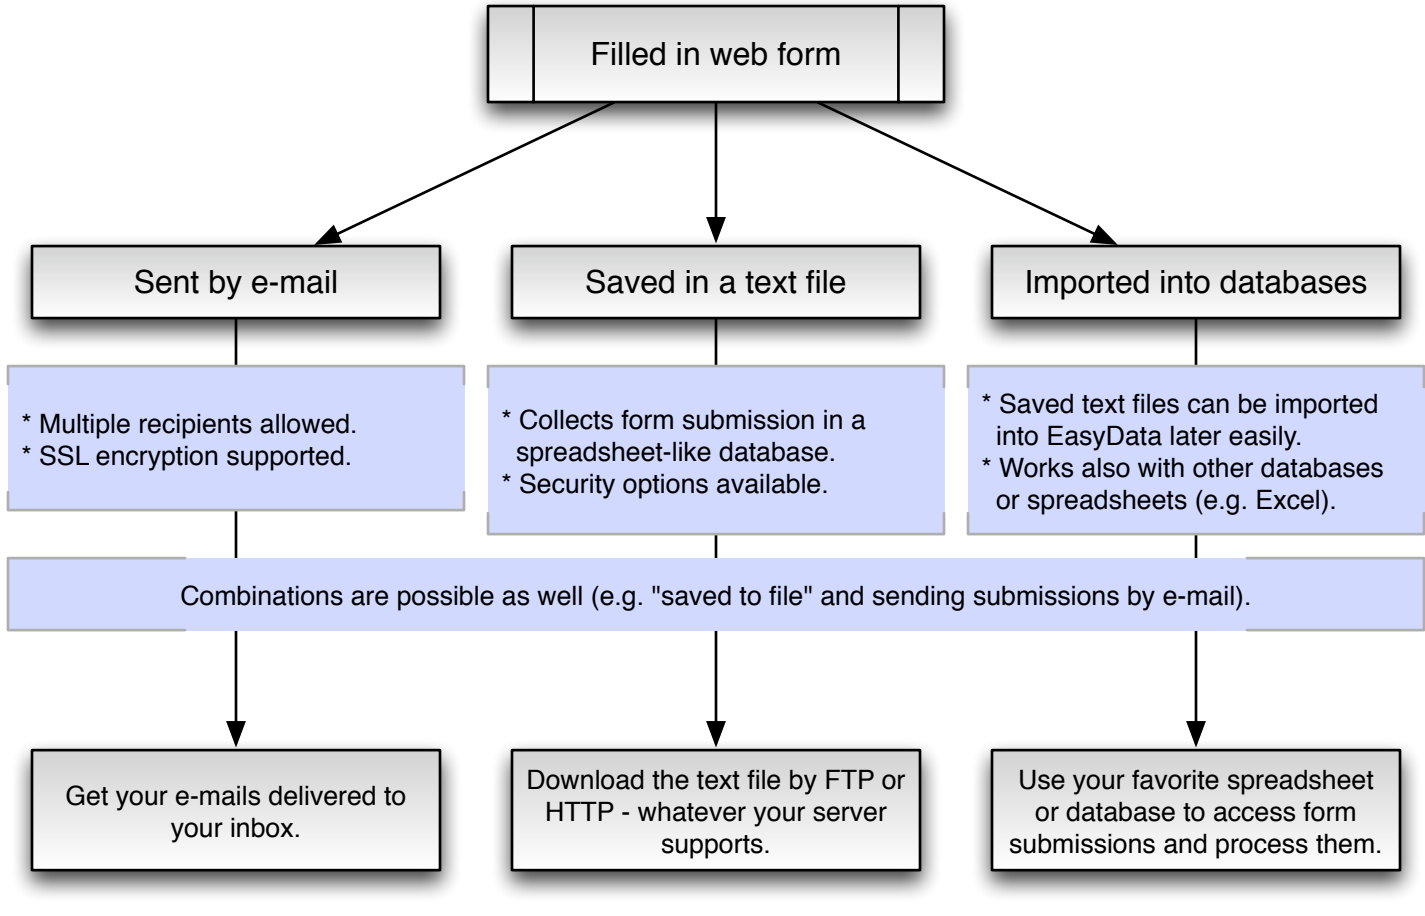 Filled in web form
Sent by e-mail
Saved in a text file
Imported into databases
* Multiple recipients allowed.
* SSL encryption supported.
* Collects form submission in a
spreadsheet-like database.
* Security options available.
* Saved text files can be imported
into EasyData later easily.
* Works also with other databases
or spreadsheets (e.g. Excel).
Combinations are possible as well (e.g. "saved to file" and sending submissions by e-mail).
Get your e-mails delivered to
your inbox.
Download the text file by FTP or
HTTP - whatever your server
supports.
Use your favorite spreadsheet
or database to access form
submissions and process them.